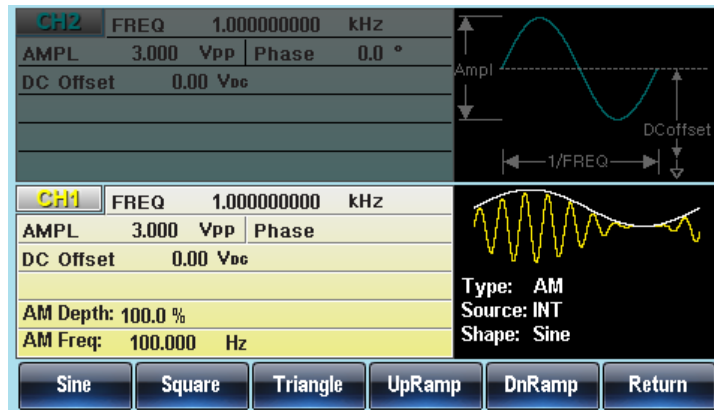 CH2 FREQ 1.000000000 kHz
AMPL 3.000 Vpp Phase 0.0 °
DC Offset 0.00 VDC
Ampl
DCoffset
1/FREQ
CH1 FREQ 1.000000000 kHz
AMPL 3.000 Vpp Phase
DC Offset 0.00 VDC
AM Depth: 100.0 %
AM Freq: 100.000 Hz
Type: AM
Source: INT
Shape: Sine
Sine Square Triangle UpRamp DnRamp Return